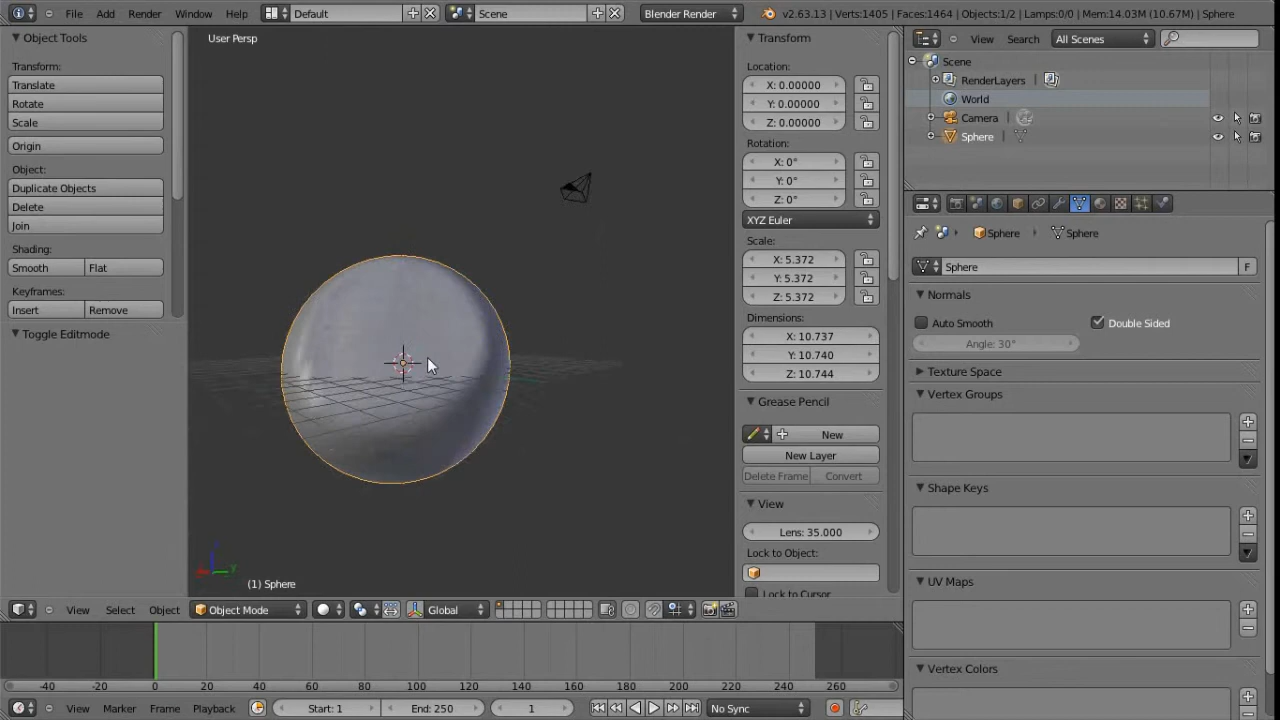 File Add Render Window Help Default Scene Blender Render v2.63.13 | Verts:1405 | Faces:1464 | Objects:1/2 | Lamps:0/0 | Mem:14.03M (10.67M) | Sphere
Object Tools
Transform:
Translate
Rotate
Scale
Origin
Object:
Duplicate Objects
Delete
Join
Shading:
Smooth Flat
Keyframes:
Insert Remove
Toggle Editmode
User Persp
(1) Sphere
Transform
Location:
X: 0.00000
Y: 0.00000
Z: 0.00000
Rotation:
X: 0°
Y: 0°
Z: 0°
XYZ Euler
Scale:
X: 5.372
Y: 5.372
Z: 5.372
Dimensions:
X: 10.737
Y: 10.740
Z: 10.744
Grease Pencil
New
New Layer
Delete Frame Convert
View
Lens: 35.000
Lock to Object:
Lock to Cursor
View Search All Scenes
Scene
RenderLayers
World
Camera
Sphere
Sphere Sphere
Sphere F
Normals
Auto Smooth Double Sided
Angle: 30°
Texture Space
Vertex Groups
Shape Keys
UV Maps
Vertex Colors
View Select Object Object Mode Global
-40 -20 0 20 40 60 80 100 120 140 160 180 200 220 240 260
View Marker Frame Playback Start: 1 End: 250 1 No Sync